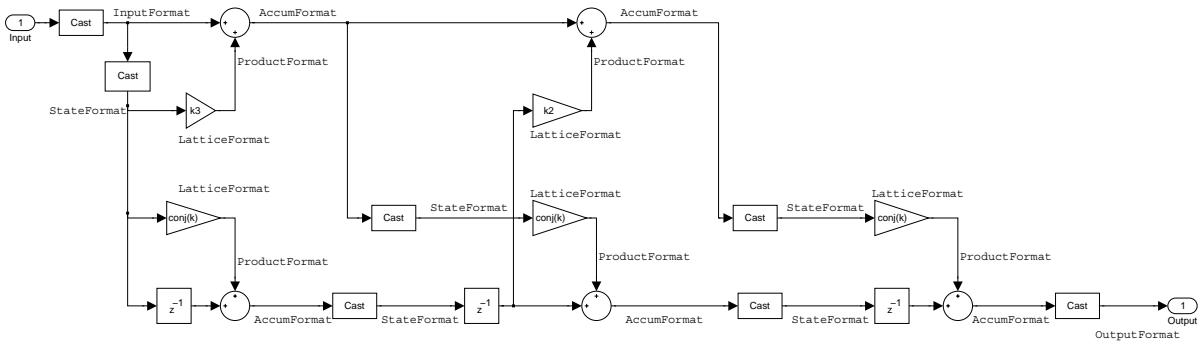 InputFormat
AccumFormat
AccumFormat
1
Cast
+
+
+
+
Input
ProductFormat
ProductFormat
Cast
StateFormat
k3
k2
LatticeFormat
LatticeFormat
LatticeFormat
LatticeFormat
LatticeFormat
conj(k)
Cast
StateFormat
conj(k)
Cast
StateFormat
conj(k)
ProductFormat
ProductFormat
ProductFormat
z −1
+
+
Cast
z −1
+
+
Cast
z −1
+
+
Cast
1
AccumFormat
StateFormat
AccumFormat
StateFormat
AccumFormat
Output
OutputFormat